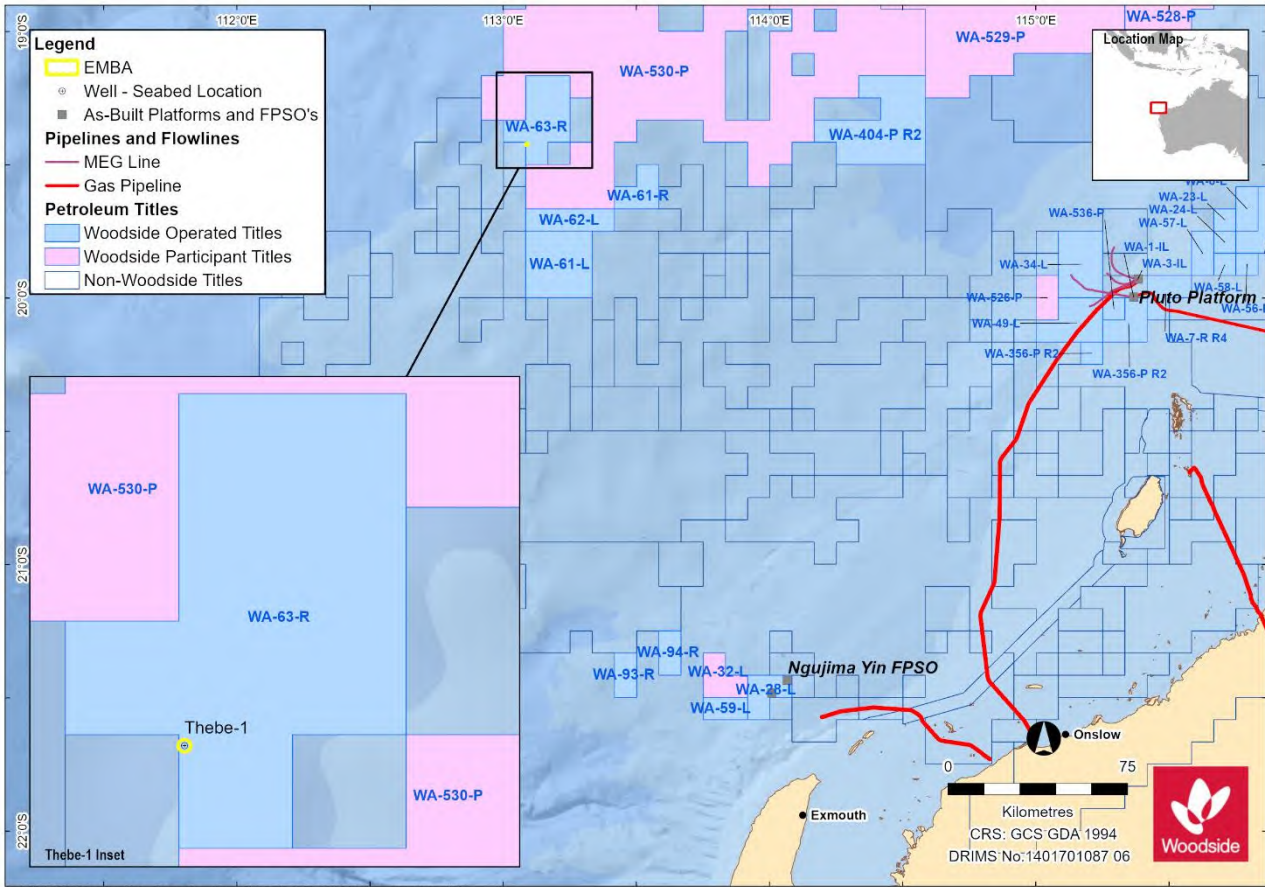 112°0'E
113°0'E
114°0'E
115°0'E
19°0'S
20°0'S
21°0'S
22°0'S
Legend
EMBA
Well - Seabed Location
As-Built Platforms and FPSO's
Pipelines and Flowlines
MEG Line
Gas Pipeline
Petroleum Titles
Woodside Operated Titles
Woodside Participant Titles
Non-Woodside Titles
WA-528-P
WA-529-P
WA-530-P
Location Map
WA-63-R
WA-404-P R2
WA-61-R
WA-62-L
WA-61-L
WA-23-L
WA-24-L
WA-57-L
WA-536-P
WA-1-IL
WA-3-IL
WA-34-L
WA-58-L
WA-526-P
Pluto Platform
WA-49-L
WA-7-R R4
WA-356-P R2
WA-356-P R2
WA-530-P
WA-63-R
Thebe-1
WA-530-P
Thebe-1 Inset
WA-94-R
WA-93-R
WA-32-L
WA-28-L
WA-59-L
Ngujima Yin FPSO
Onslow
Exmouth
0 75
Kilometres
CRS: GCS GDA 1994
DRIMS No:1401701087 06
Woodside